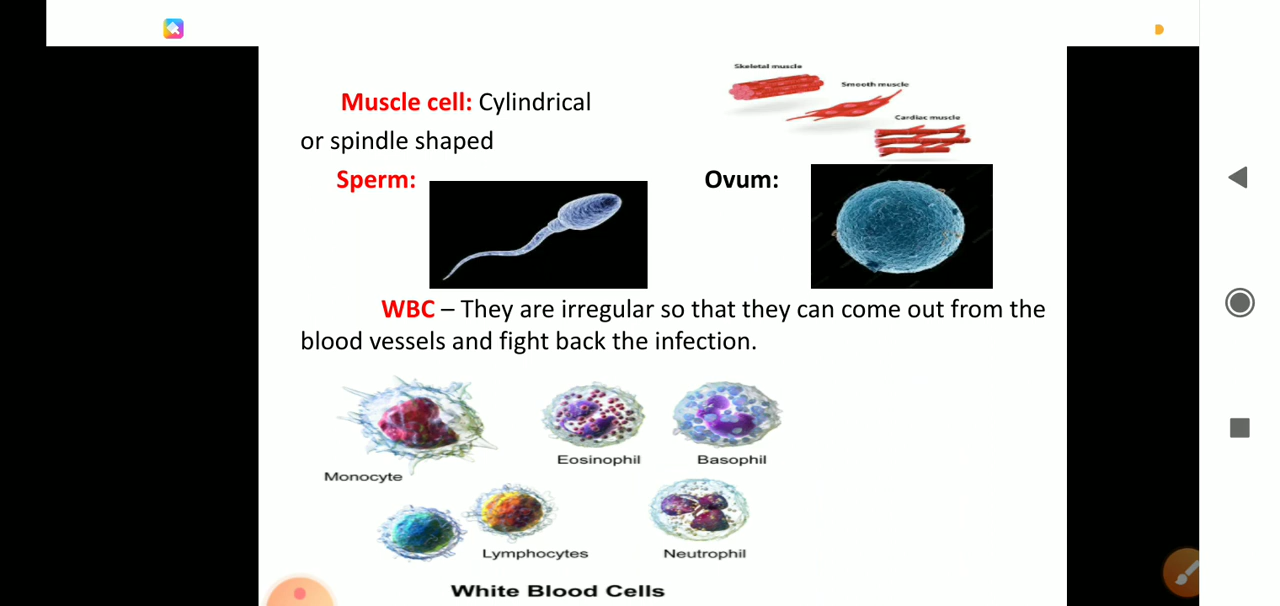 Skeletal muscle
Smooth muscle
Cardiac muscle
Muscle cell: Cylindrical
or spindle shaped
Sperm:
Ovum:
WBC – They are irregular so that they can come out from the
blood vessels and fight back the infection.
Monocyte
Eosinophil
Basophil
Lymphocytes
Neutrophil
White Blood Cells